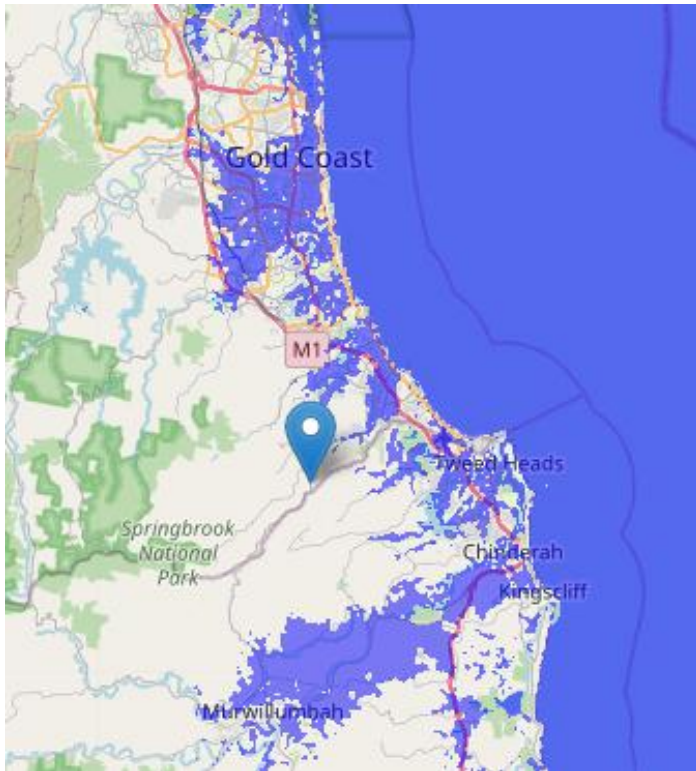 Gold Coast
M1
Tweed Heads
Springbrook
National
Park
Chinderah
Kingscliff
Murwillumbah